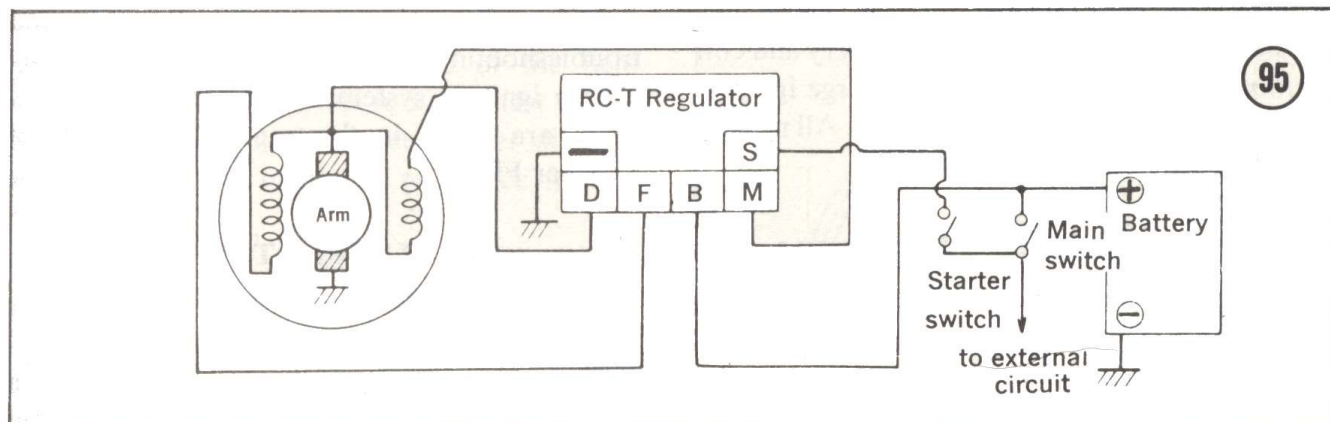 95
RC-T Regulator
S
D F B M
Arm
+
Battery
Main
switch
Starter
switch
-
to external
circuit